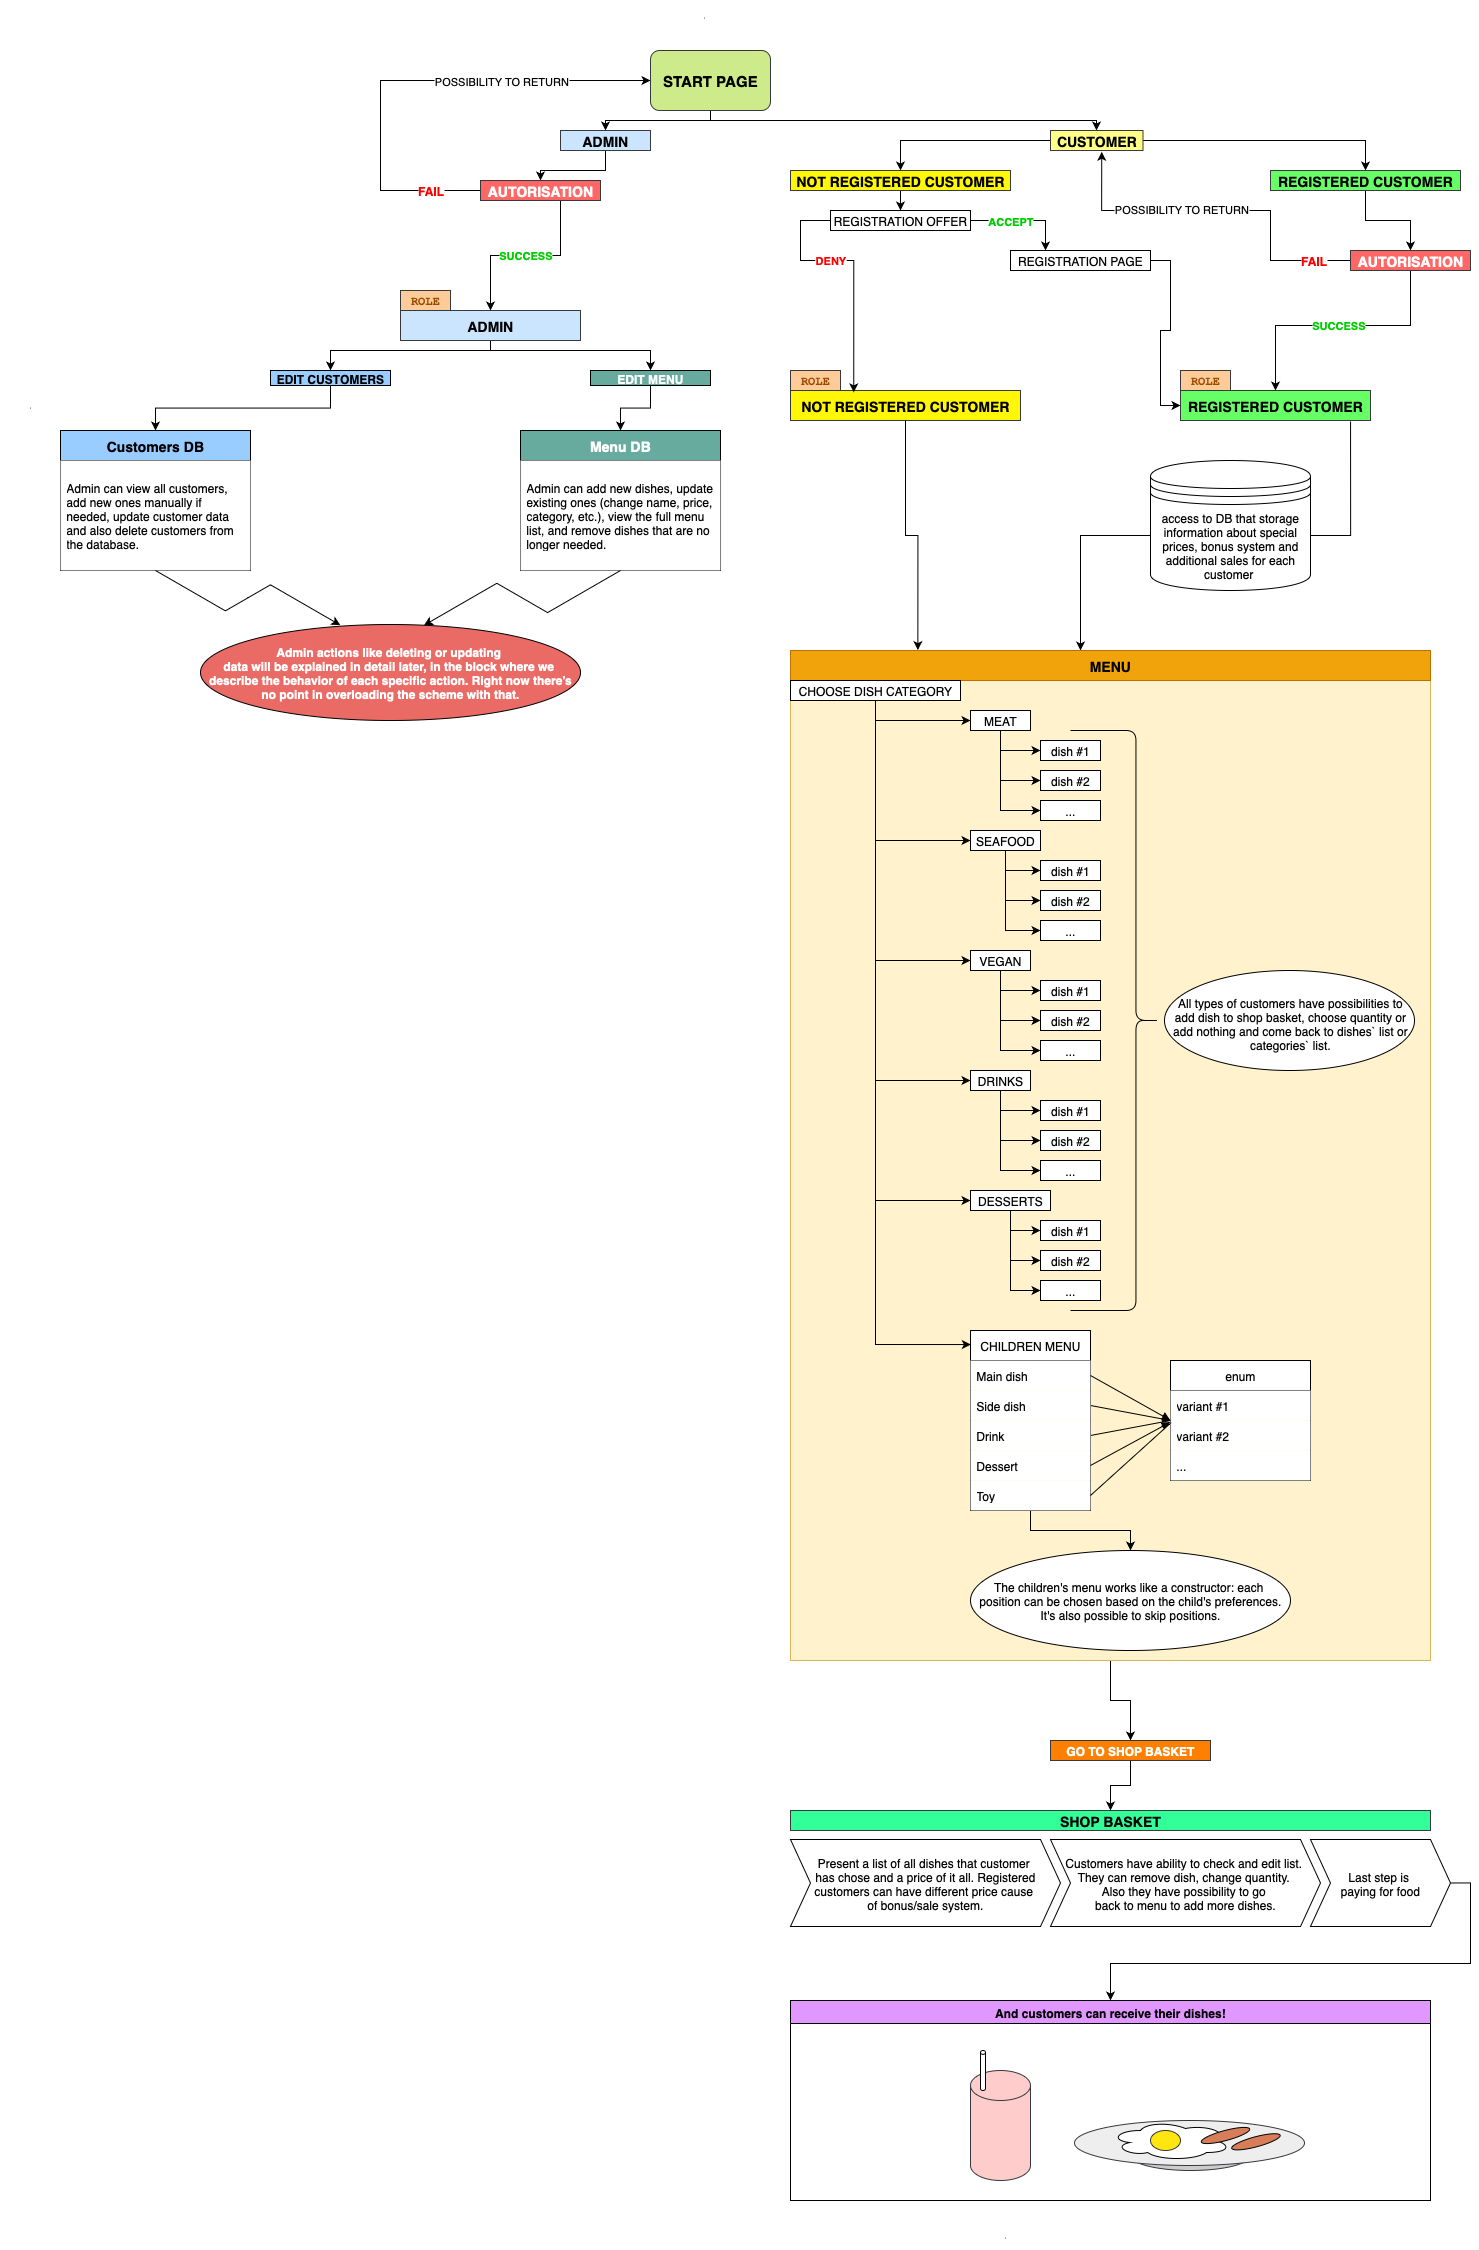 START PAGE
POSSIBILITY TO RETURN
ADMIN
CUSTOMER
AUTORISATION
FAIL
NOT REGISTERED CUSTOMER
REGISTERED CUSTOMER
REGISTRATION OFFER
ACCEPT
POSSIBILITY TO RETURN
DENY
REGISTRATION PAGE
FAIL
AUTORISATION
SUCCESS
ROLE
ADMIN
SUCCESS
EDIT CUSTOMERS
EDIT MENU
ROLE
NOT REGISTERED CUSTOMER
ROLE
REGISTERED CUSTOMER
Customers DB
Admin can view all customers,
add new ones manually if
needed, update customer data
and also delete customers from
the database.
Menu DB
Admin can add new dishes, update
existing ones (change name, price,
category, etc.), view the full menu
list, and remove dishes that are no
longer needed.
access to DB that storage
information about special
prices, bonus system and
additional sales for each
customer
Admin actions like deleting or updating
data will be explained in detail later, in the block where we
describe the behavior of each specific action. Right now there's
no point in overloading the scheme with that.
MENU
CHOOSE DISH CATEGORY
MEAT
dish #1
dish #2
...
SEAFOOD
dish #1
dish #2
...
VEGAN
dish #1
dish #2
...
All types of customers have possibilities to
add dish to shop basket, choose quantity or
add nothing and come back to dishes` list or
categories` list.
DRINKS
dish #1
dish #2
...
DESSERTS
dish #1
dish #2
...
CHILDREN MENU
Main dish
Side dish
Drink
Dessert
Toy
enum
variant #1
variant #2
...
The children's menu works like a constructor: each
position can be chosen based on the child's preferences.
It's also possible to skip positions.
GO TO SHOP BASKET
SHOP BASKET
Present a list of all dishes that customer
has chose and a price of it all. Registered
customers can have different price cause
of bonus/sale system.
Customers have ability to check and edit list.
They can remove dish, change quantity.
Also they have possibility to go
back to menu to add more dishes.
Last step is
paying for food
And customers can receive their dishes!